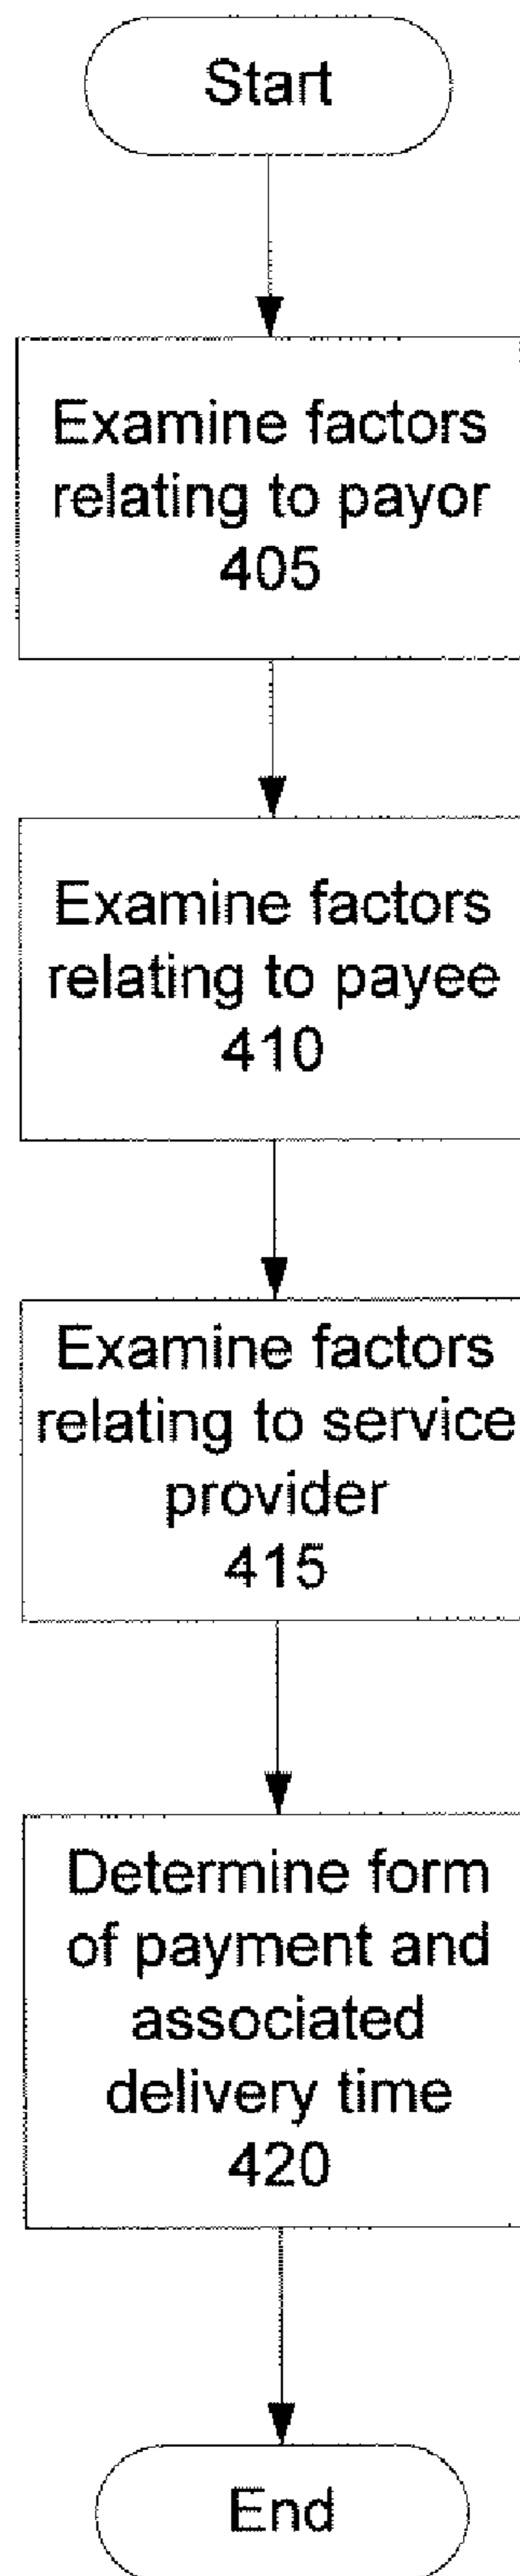 Start
Examine factors
relating to payor
405
Examine factors
relating to payee
410
Examine factors
relating to service
provider
415
Determine form
of payment and
associated
delivery time
420
End